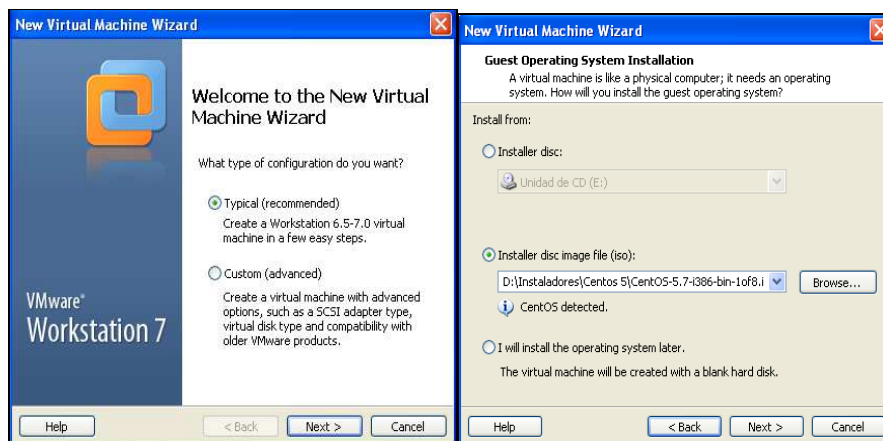 New Virtual Machine Wizard
Welcome to the New Virtual
Machine Wizard
What type of configuration do you want?
Typical (recommended)
Create a Workstation 6.5-7.0 virtual
machine in a few easy steps.
Custom (advanced)
Create a virtual machine with advanced
options, such as a SCSI adapter type,
virtual disk type and compatibility with
older VMware products.
VMware®
Workstation 7
Help
< Back
Next >
Cancel
New Virtual Machine Wizard
Guest Operating System Installation
A virtual machine is like a physical computer; it needs an operating
system. How will you install the guest operating system?
Install from:
Installer disc:
Unidad de CD (E:)
Installer disc image file (iso):
D:\Instaladores\Centos 5\CentOS-5.7-i386-bin-1of8.i
Browse...
CentOS detected.
I will install the operating system later.
The virtual machine will be created with a blank hard disk.
Help
< Back
Next >
Cancel